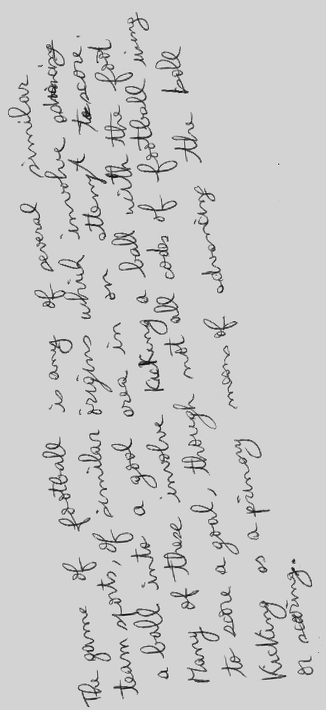 The game of football is any of several similar
team sports, of similar origins which involve advancing
a ball into a goal area in an attempt to score.
Many of these involve Kicking a ball with the foot
to score a goal, though not all codes of football using
Kicking as a primary means of advancing the ball
or scoring.